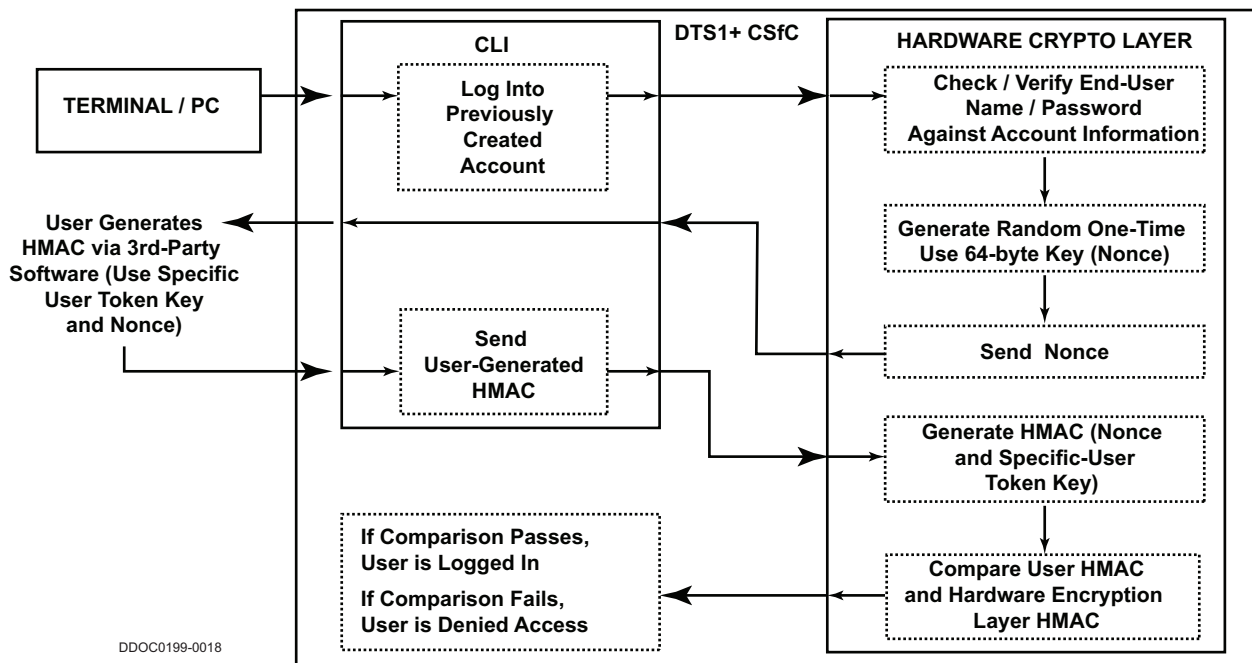 DTS1+ CSfC
CLI
HARDWARE CRYPTO LAYER
TERMINAL / PC
Log Into
Previously
Created
Account
Check / Verify End-User
Name / Password
Against Account Information
User Generates
HMAC via 3rd-Party
Software (Use Specific
User Token Key
and Nonce)
Generate Random One-Time
Use 64-byte Key (Nonce)
Send Nonce
Send
User-Generated
HMAC
Generate HMAC (Nonce
and Specific-User
Token Key)
Compare User HMAC
and Hardware Encryption
Layer HMAC
If Comparison Passes,
User is Logged In
If Comparison Fails,
User is Denied Access
DDOC0199-0018